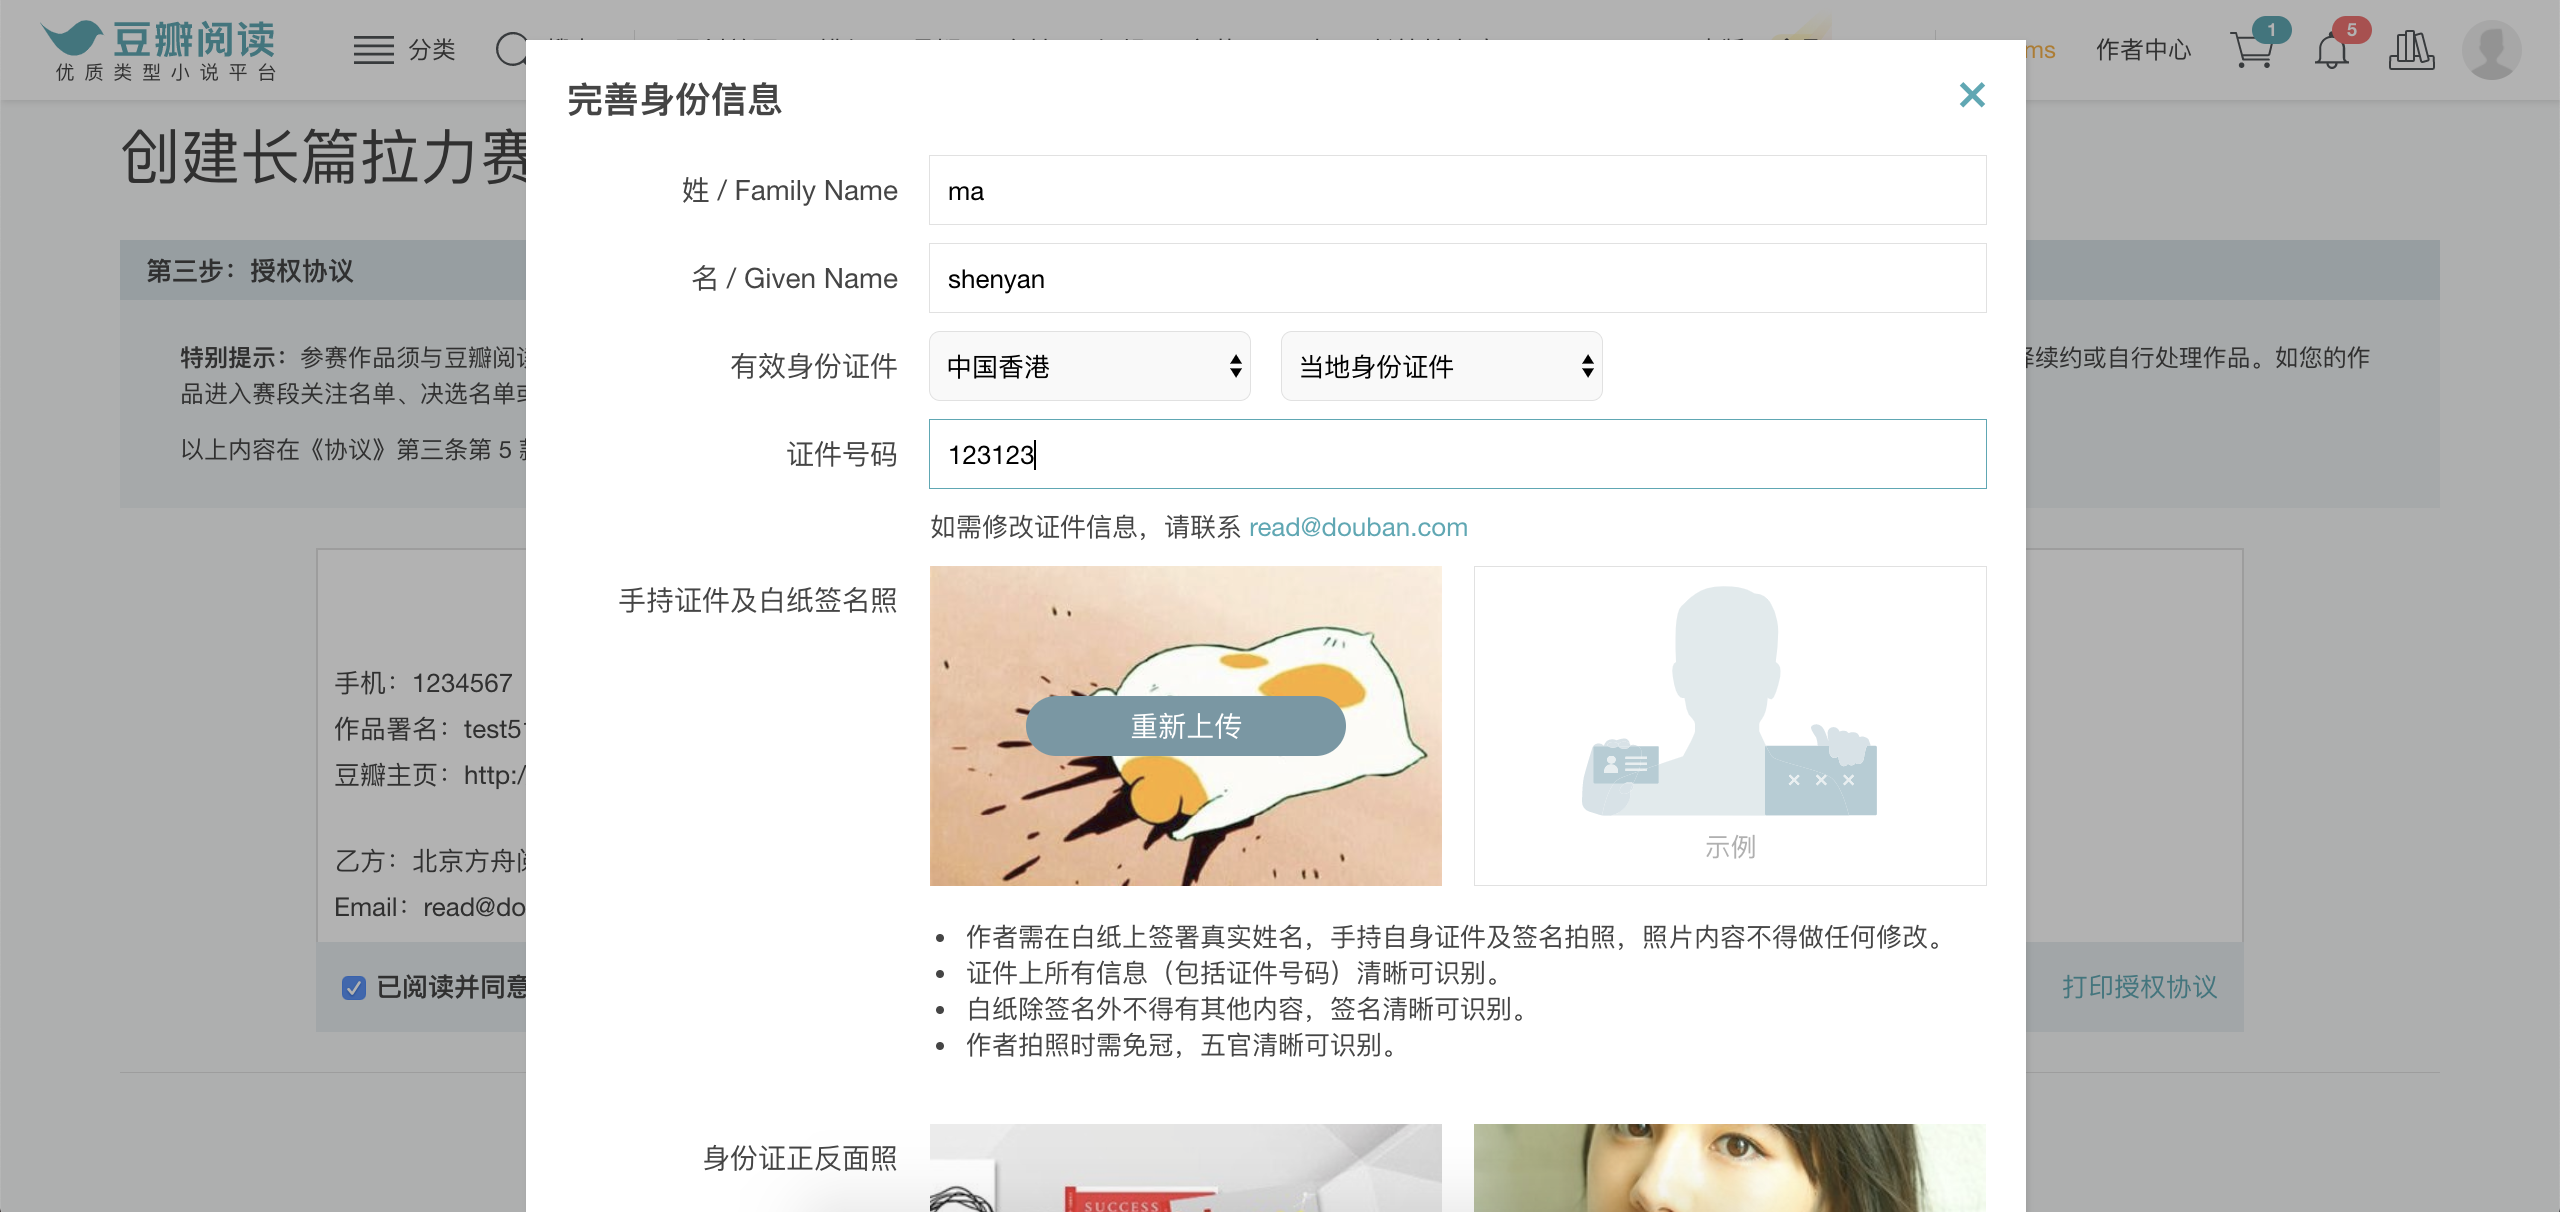 豆瓣阅读
优质类型小说平台
分类
ms
作者中心
1
5
创建长篇拉力赛
第三步：授权协议
特别提示：参赛作品须与豆瓣阅
续约或自行处理作品。如您的作
品进入赛段关注名单、决选名单
以上内容在《协议》第三条第 5
手机：1234567
作品署名：test5
豆瓣主页：http:/
乙方：北京方舟
Email：read@do
已阅读并同意
打印授权协议
完善身份信息
×
姓 / Family Name
ma
名 / Given Name
shenyan
有效身份证件
中国香港
当地身份证件
证件号码
123123
如需修改证件信息，请联系 read@douban.com
手持证件及白纸签名照
重新上传
× × ×
示例
• 作者需在白纸上签署真实姓名，手持自身证件及签名拍照，照片内容不得做任何修改。
• 证件上所有信息（包括证件号码）清晰可识别。
• 白纸除签名外不得有其他内容，签名清晰可识别。
• 作者拍照时需免冠，五官清晰可识别。
身份证正反面照
SUCCESS